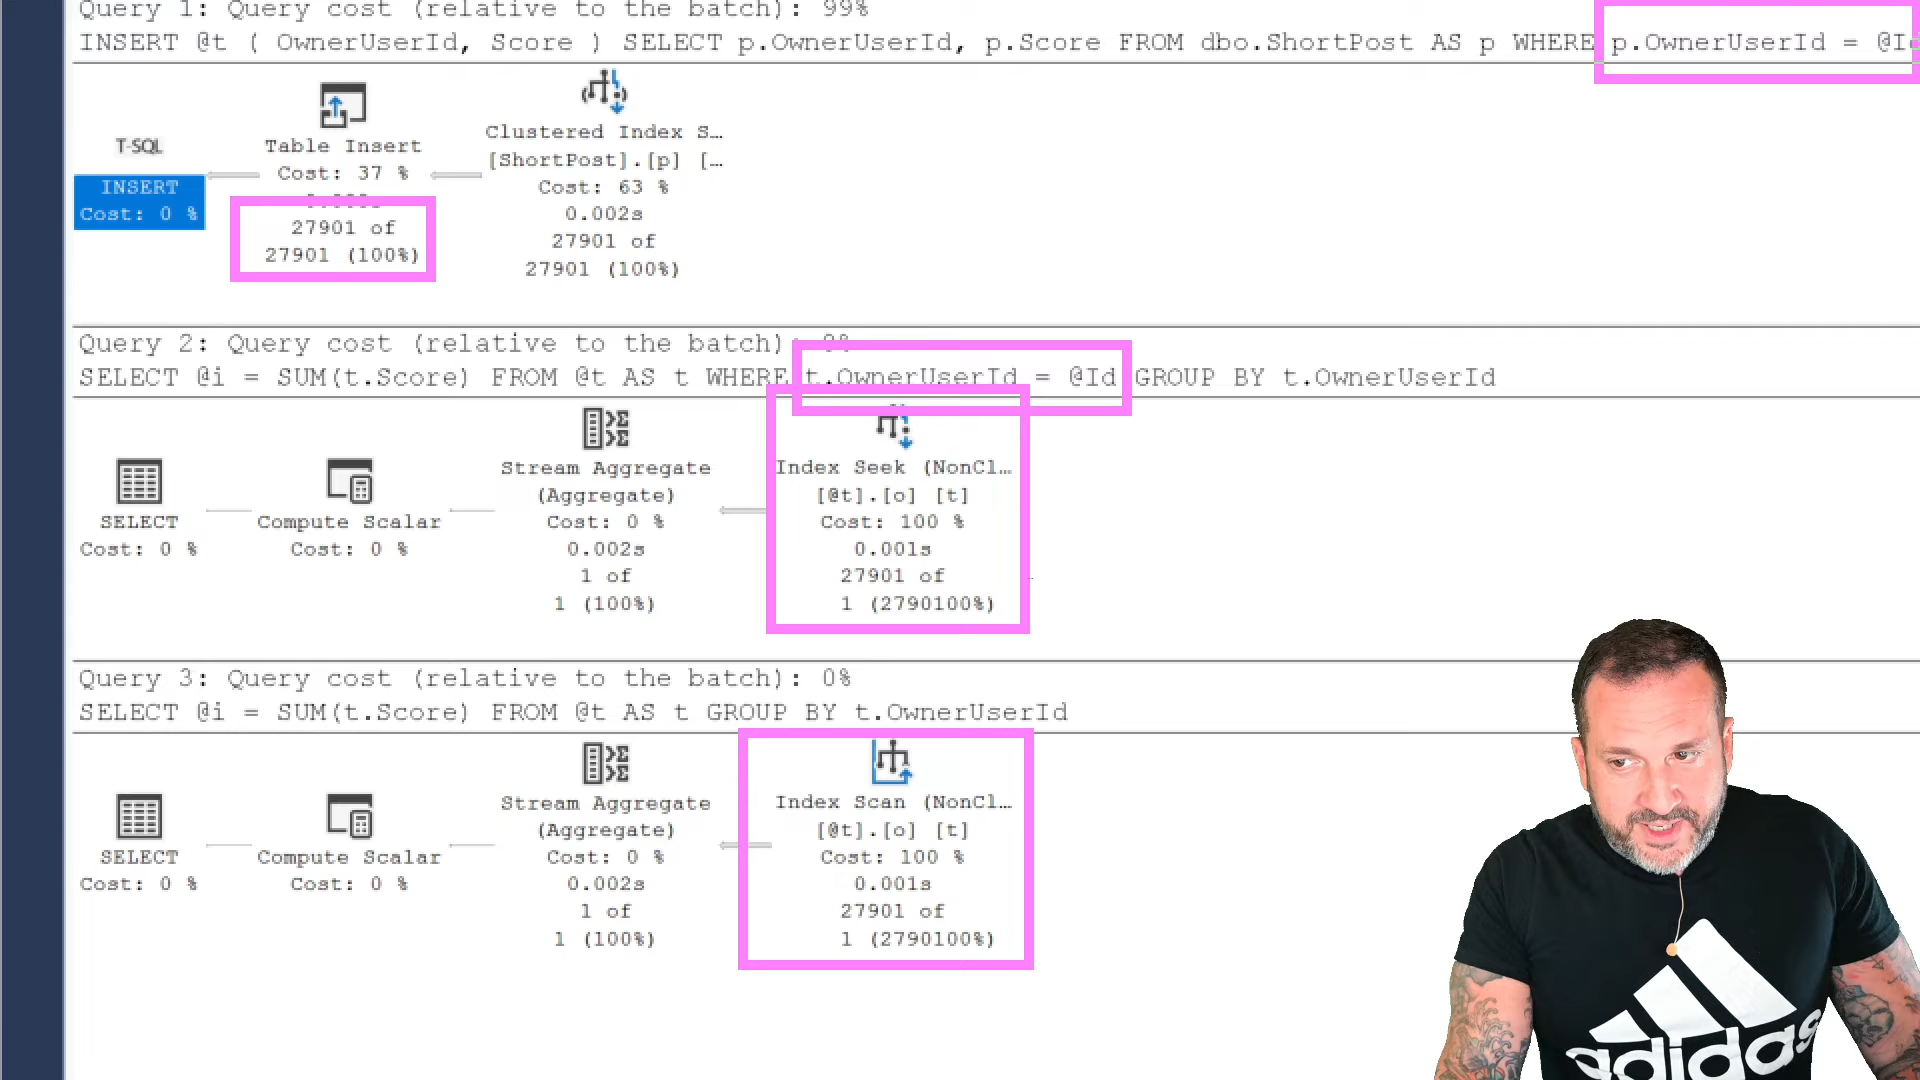 Query 1: Query cost (relative to the batch): 99%
INSERT @t ( OwnerUserId, Score ) SELECT p.OwnerUserId, p.Score FROM dbo.ShortPost AS p WHERE p.OwnerUserId = @Id
T-SQL
INSERT
Cost: 0 %
Table Insert
Cost: 37 %
27901 of
27901 (100%)
Clustered Index S…
[ShortPost].[p] […
Cost: 63 %
0.002s
27901 of
27901 (100%)
Query 2: Query cost (relative to the batch): 0%
SELECT @i = SUM(t.Score) FROM @t AS t WHERE t.OwnerUserId = @Id GROUP BY t.OwnerUserId
SELECT
Cost: 0 %
Compute Scalar
Cost: 0 %
Stream Aggregate
(Aggregate)
Cost: 0 %
0.002s
1 of
1 (100%)
Index Seek (NonCl…
[@t].[o] [t]
Cost: 100 %
0.001s
27901 of
1 (2790100%)
Query 3: Query cost (relative to the batch): 0%
SELECT @i = SUM(t.Score) FROM @t AS t GROUP BY t.OwnerUserId
SELECT
Cost: 0 %
Compute Scalar
Cost: 0 %
Stream Aggregate
(Aggregate)
Cost: 0 %
0.002s
1 of
1 (100%)
Index Scan (NonCl…
[@t].[o] [t]
Cost: 100 %
0.001s
27901 of
1 (2790100%)
adidas